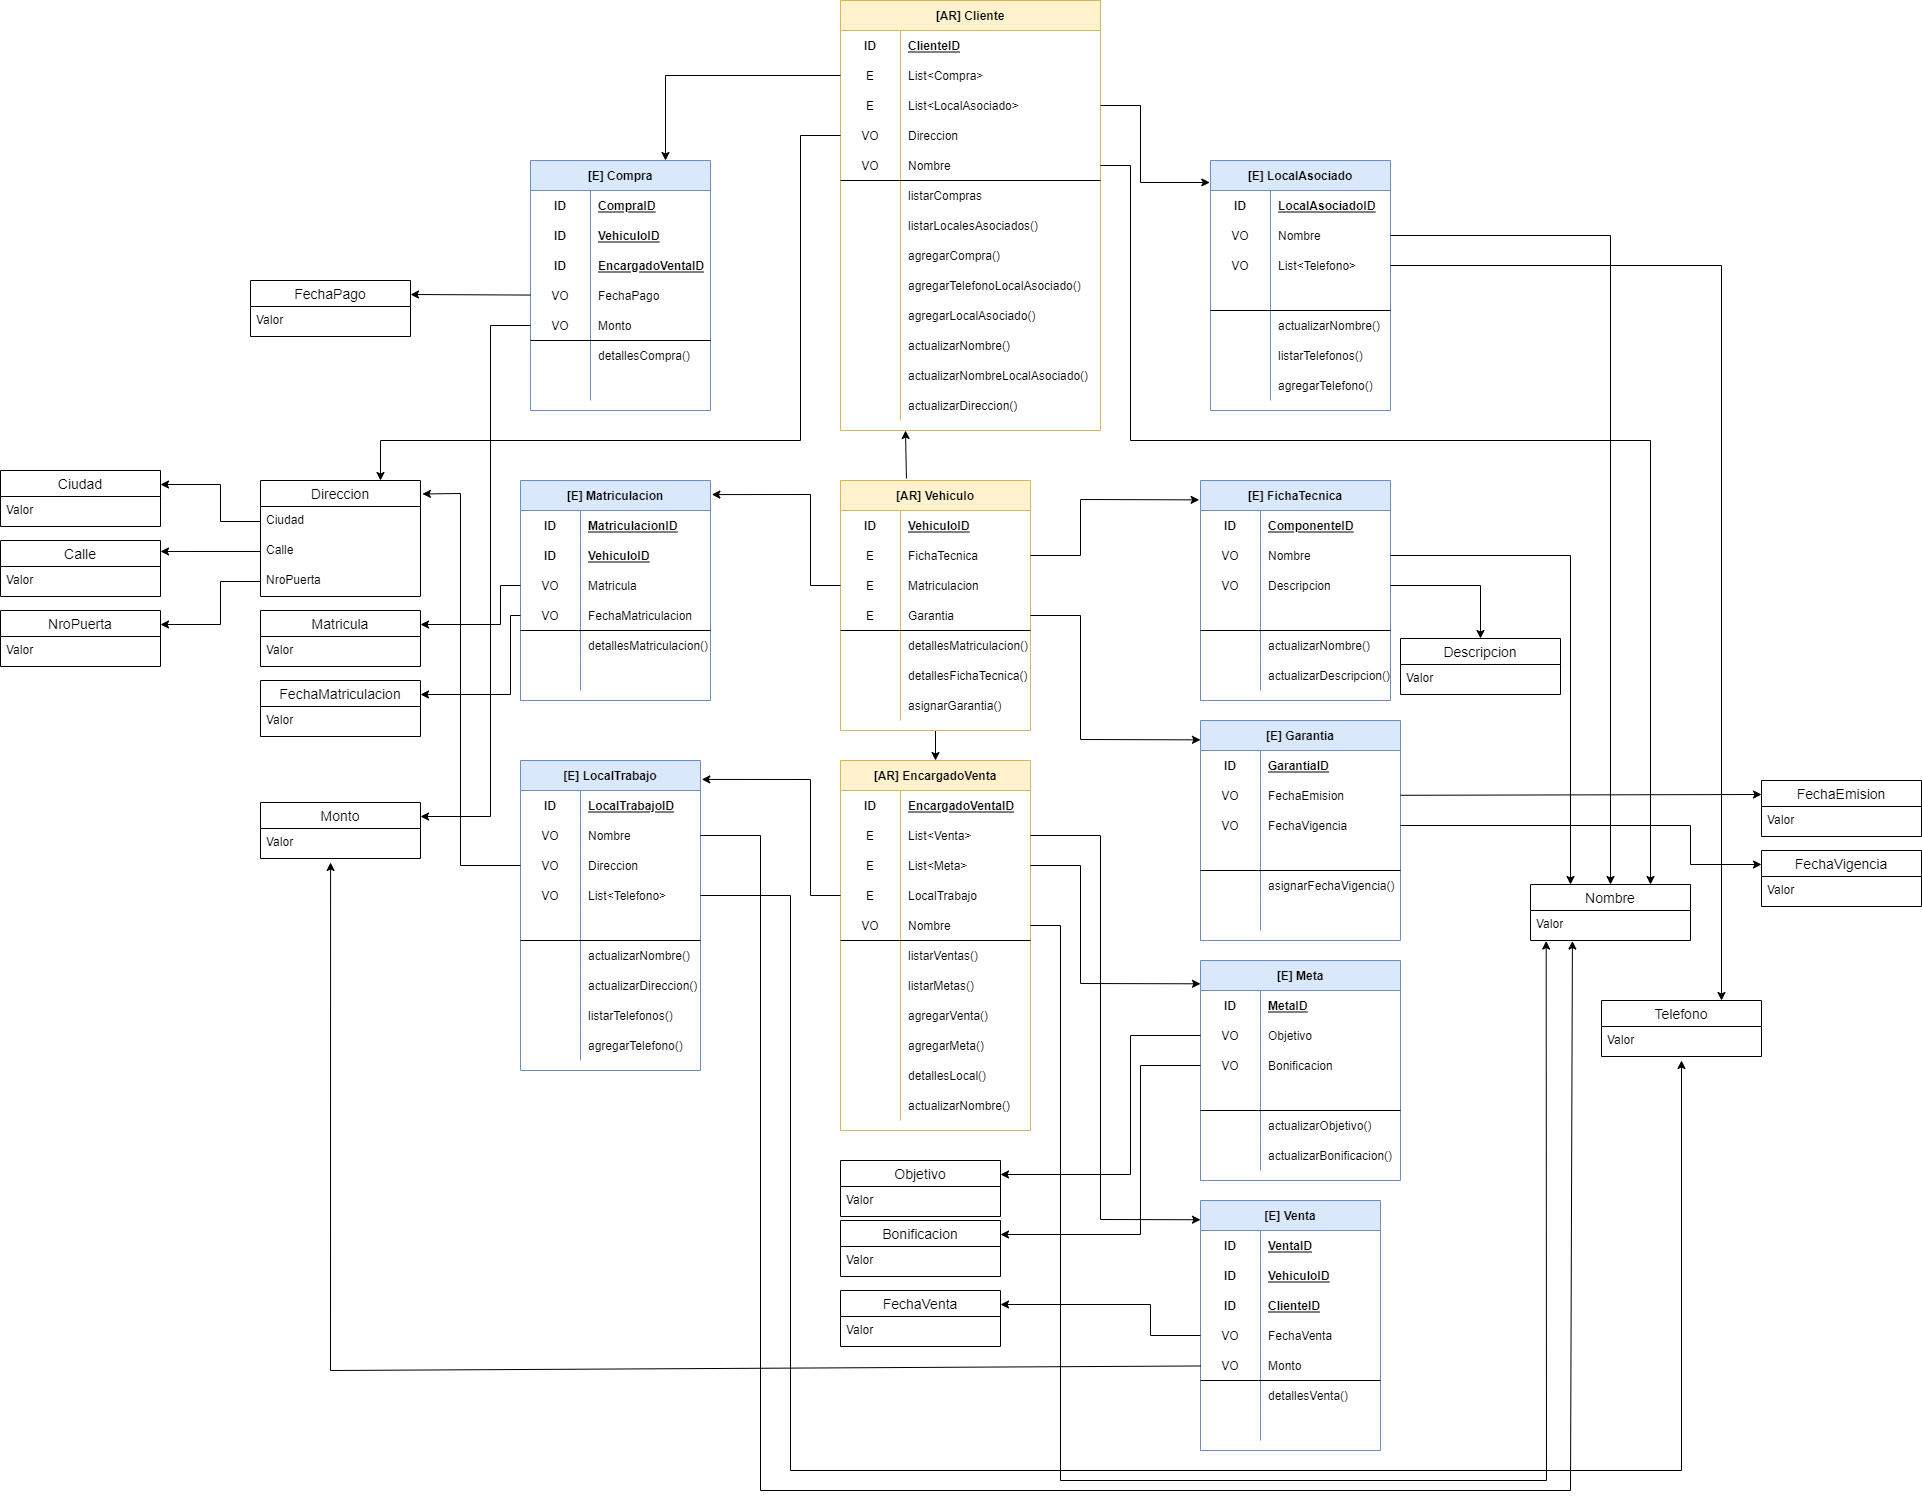 [AR] Cliente
ID ClienteID
E List<Compra>
E List<LocalAsociado>
VO Direccion
VO Nombre
listarCompras
listarLocalesAsociados()
agregarCompra()
agregarTelefonoLocalAsociado()
agregarLocalAsociado()
actualizarNombre()
actualizarNombreLocalAsociado()
actualizarDireccion()
[E] Compra
ID CompraID
ID VehiculoID
ID EncargadoVentaID
VO FechaPago
VO Monto
detallesCompra()
[E] LocalAsociado
ID LocalAsociadoID
VO Nombre
VO List<Telefono>
actualizarNombre()
listarTelefonos()
agregarTelefono()
FechaPago
Valor
Ciudad
Valor
Calle
Valor
NroPuerta
Valor
Direccion
Ciudad
Calle
NroPuerta
Matricula
Valor
FechaMatriculacion
Valor
[E] Matriculacion
ID MatriculacionID
ID VehiculoID
VO Matricula
VO FechaMatriculacion
detallesMatriculacion()
[AR] Vehiculo
ID VehiculoID
E FichaTecnica
E Matriculacion
E Garantia
detallesMatriculacion()
detallesFichaTecnica()
asignarGarantia()
[E] FichaTecnica
ID ComponenteID
VO Nombre
VO Descripcion
actualizarNombre()
actualizarDescripcion()
Descripcion
Valor
[E] Garantia
ID GarantiaID
VO FechaEmision
VO FechaVigencia
asignarFechaVigencia()
FechaEmision
Valor
FechaVigencia
Valor
Monto
Valor
[E] LocalTrabajo
ID LocalTrabajoID
VO Nombre
VO Direccion
VO List<Telefono>
actualizarNombre()
actualizarDireccion()
listarTelefonos()
agregarTelefono()
[AR] EncargadoVenta
ID EncargadoVentaID
E List<Venta>
E List<Meta>
E LocalTrabajo
VO Nombre
listarVentas()
listarMetas()
agregarVenta()
agregarMeta()
detallesLocal()
actualizarNombre()
Nombre
Valor
[E] Meta
ID MetaID
VO Objetivo
VO Bonificacion
actualizarObjetivo()
actualizarBonificacion()
Telefono
Valor
Objetivo
Valor
Bonificacion
Valor
FechaVenta
Valor
[E] Venta
ID VentaID
ID VehiculoID
ID ClienteID
VO FechaVenta
VO Monto
detallesVenta()